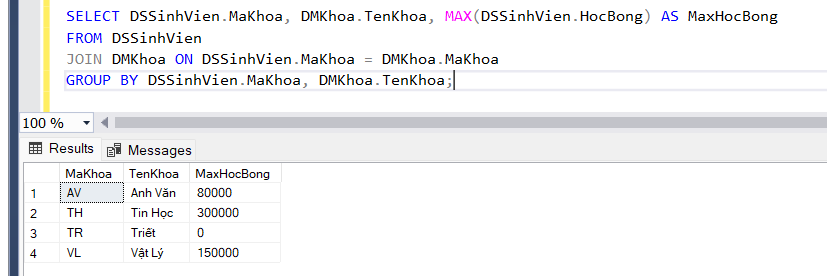 SELECT DSSinhVien.MaKhoa, DMKhoa.TenKhoa, MAX(DSSinhVien.HocBong) AS MaxHocBong
FROM DSSinhVien
JOIN DMKhoa ON DSSinhVien.MaKhoa = DMKhoa.MaKhoa
GROUP BY DSSinhVien.MaKhoa, DMKhoa.TenKhoa;
100 %
Results Messages
MaKhoa TenKhoa MaxHocBong
1 AV Anh Văn 80000
2 TH Tin Học 300000
3 TR Triết 0
4 VL Vật Lý 150000